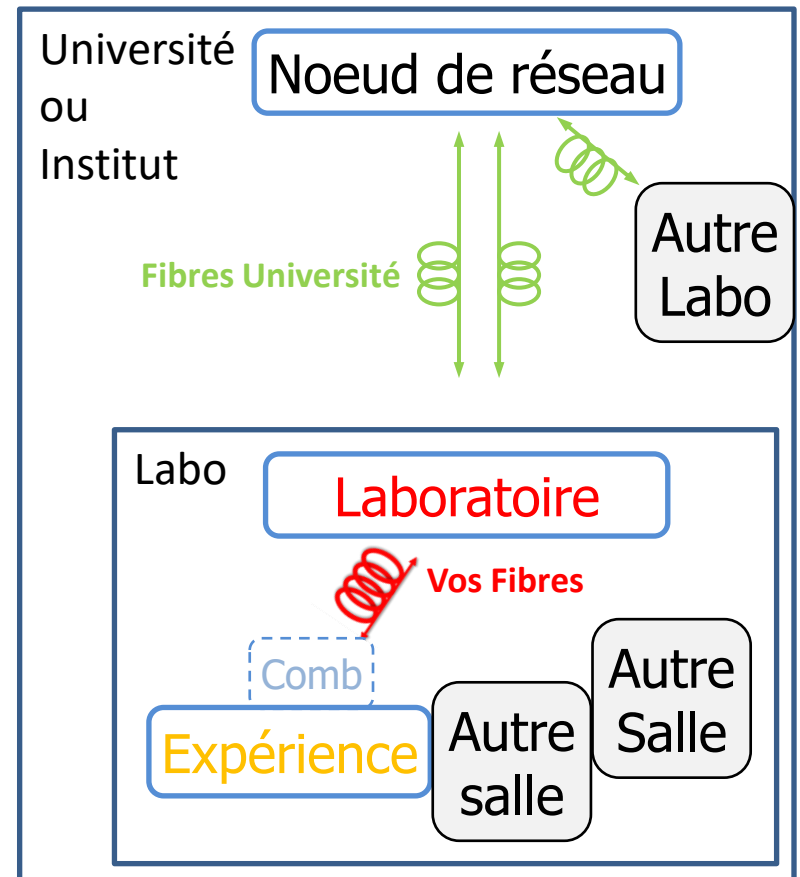 Université
ou
Institut
Noeud de réseau
Autre
Labo
Fibres Université
Labo
Laboratoire
Vos Fibres
Comb
Expérience
Autre
salle
Autre
Salle